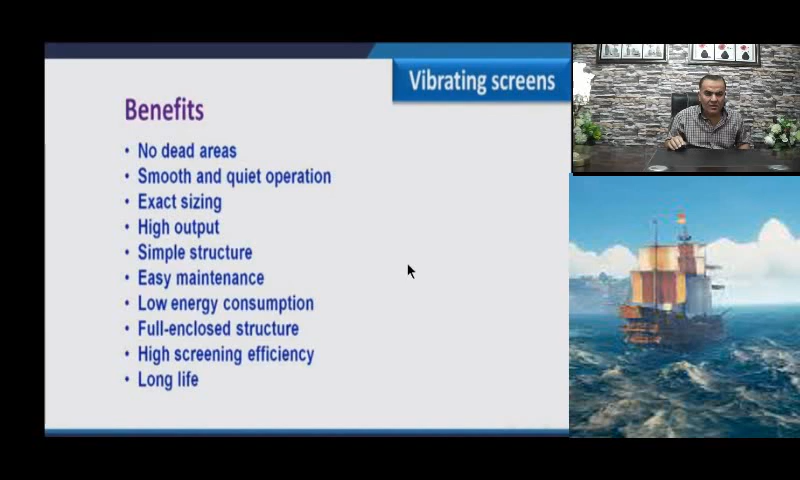 Vibrating screens
Benefits
• No dead areas
• Smooth and quiet operation
• Exact sizing
• High output
• Simple structure
• Easy maintenance
• Low energy consumption
• Full-enclosed structure
• High screening efficiency
• Long life